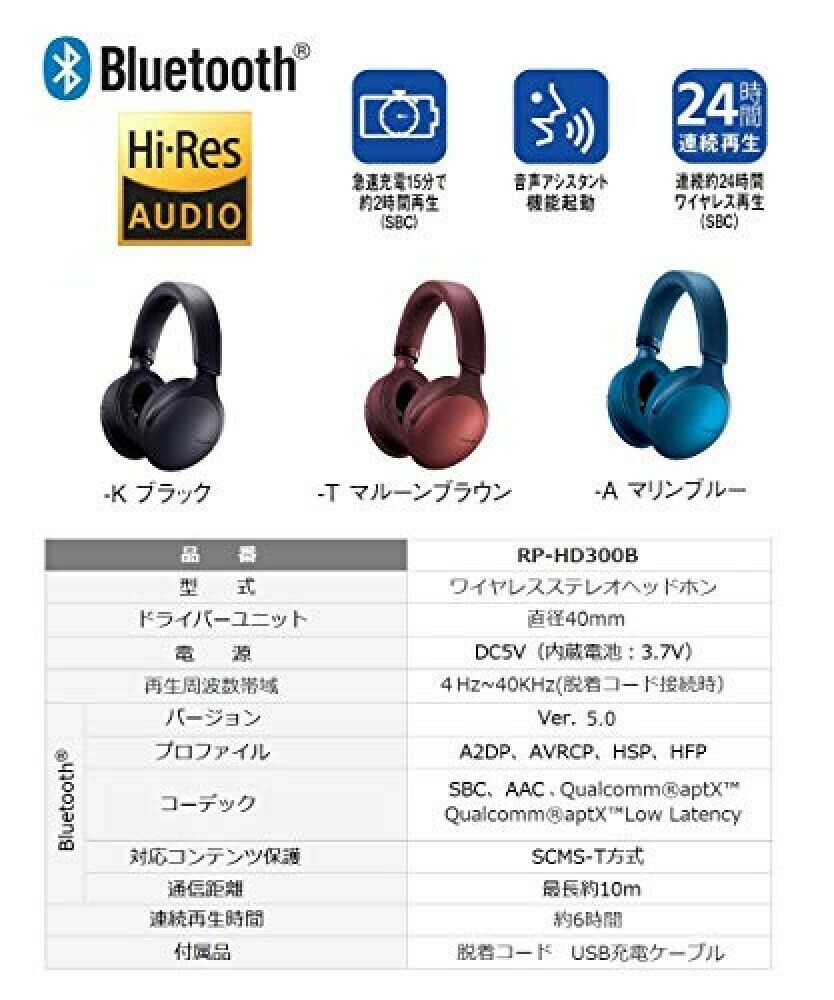 Bluetooth®
Hi-Res
AUDIO
急速充電15分で
約2時間再生
(SBC)
音声アシスタント
機能起動
24時間
連続再生
連続約24時間
ワイヤレス再生
(SBC)
-K ブラック
-T マルーンブラウン
-A マリンブルー
品 番 RP-HD300B
型 式 ワイヤレスステレオヘッドホン
ドライバーユニット 直径40mm
電 源 DC5V（内蔵電池：3.7V）
再生周波数帯域 4Hz~40KHz(脱着コード接続時)
Bluetooth®
バージョン Ver. 5.0
プロファイル A2DP、AVRCP、HSP、HFP
コーデック SBC、AAC、Qualcomm®aptX™
Qualcomm®aptX™Low Latency
対応コンテンツ保護 SCMS-T方式
通信距離 最長約10m
連続再生時間 約6時間
付属品 脱着コード USB充電ケーブル